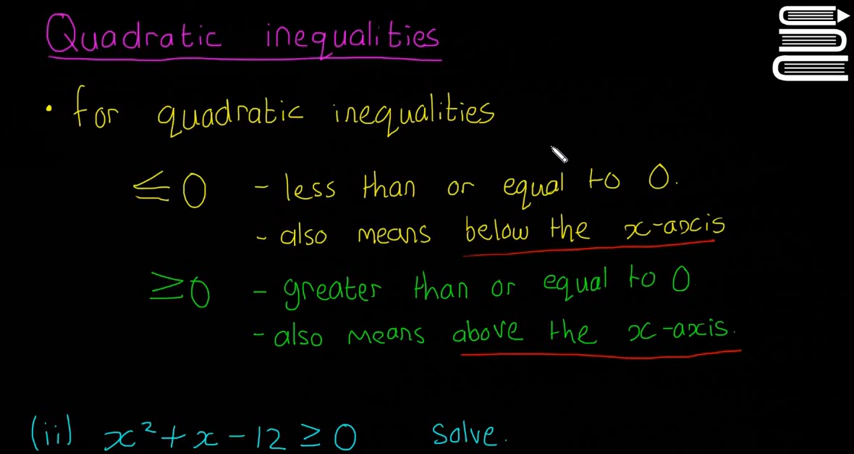 Quadratic inequalities
• for quadratic inequalities
≤0 - less than or equal to 0.
- also means below the x-axis
≥0 - greater than or equal to 0
- also means above the x-axis.
(ii) x²+x-12≥0 solve.